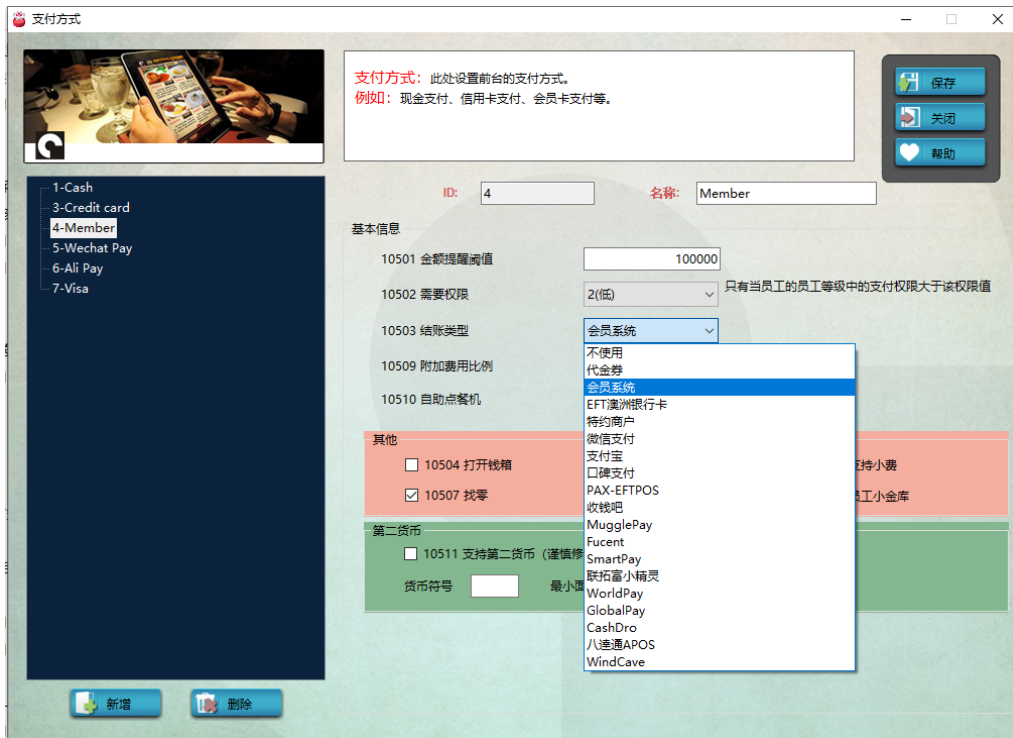 支付方式
支付方式：此处设置前台的支付方式。
例如：现金支付、信用卡支付、会员卡支付等。
保存
关闭
帮助
1-Cash
3-Credit card
4-Member
5-Wechat Pay
6-Ali Pay
7-Visa
ID: 4 名称: Member
基本信息
10501 金额提醒阈值 100000
10502 需要权限 2(低) 只有当员工的员工等级中的支付权限大于该权限值
10503 结账类型 会员系统
10509 附加费用比例
10510 自助点餐机
不使用
代金券
会员系统
EFT澳洲银行卡
特约商户
微信支付
支付宝
口碑支付
PAX-EFTPOS
收钱吧
MugglePay
Fucent
SmartPay
联拓富小精灵
WorldPay
GlobalPay
CashDro
八達通APOS
WindCave
其他
10504 打开钱箱 支持小费
10507 找零 员工小金库
第二货币
10511 支持第二货币（谨慎修
货币符号 最小面
新增 删除